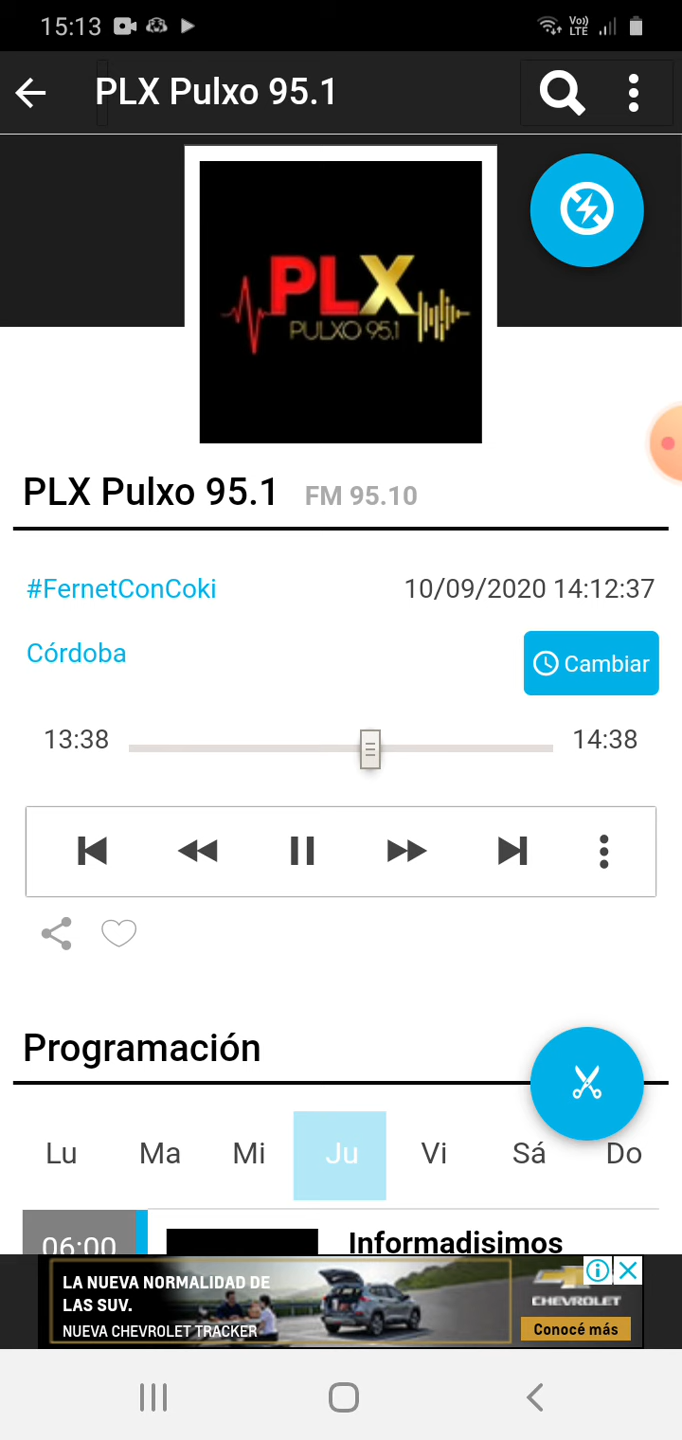 15:13
Vo))
LTE
PLX Pulxo 95.1
PLX
PULXO 95.1
PLX Pulxo 95.1 FM 95.10
#FernetConCoki 10/09/2020 14:12:37
Córdoba
Cambiar
13:38 14:38
Programación
Lu Ma Mi Ju Vi Sá Do
06:00 Informadisimos
LA NUEVA NORMALIDAD DE
LAS SUV.
NUEVA CHEVROLET TRACKER
CHEVROLET
Conocé más